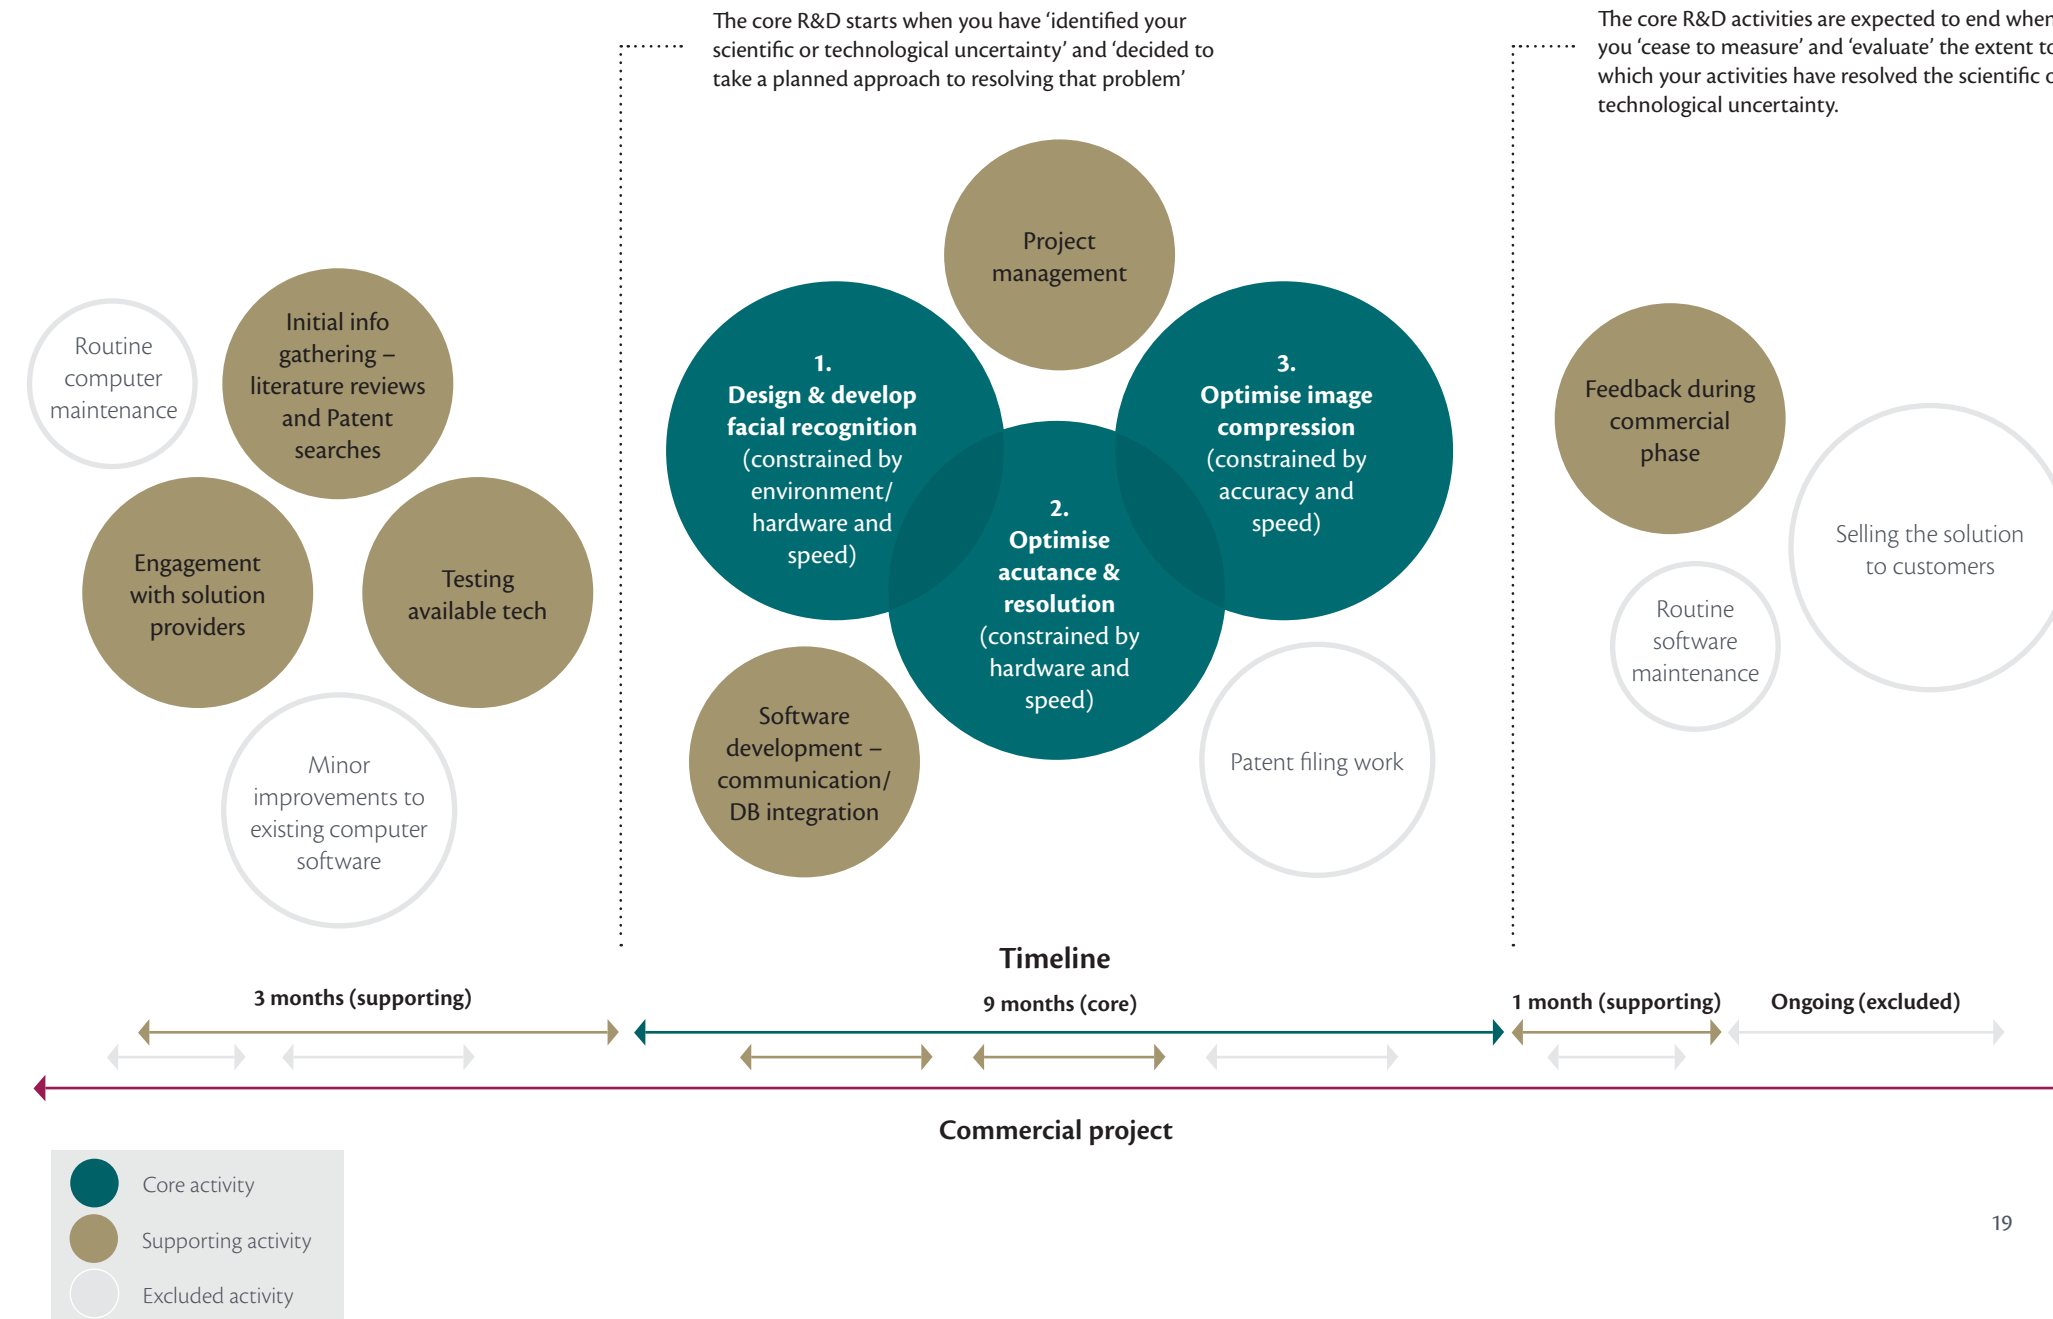 The core R&D starts when you have ‘identified your
scientific or technological uncertainty’ and ‘decided to
take a planned approach to resolving that problem’
The core R&D activities are expected to end when
you ‘cease to measure’ and ‘evaluate’ the extent to
which your activities have resolved the scientific o
technological uncertainty.
Routine
computer
maintenance
Initial info
gathering –
literature reviews
and Patent
searches
Engagement
with solution
providers
Testing
available tech
Minor
improvements to
existing computer
software
Project
management
1.
Design & develop
facial recognition
(constrained by
environment/
hardware and
speed)
2.
Optimise
acutance &
resolution
(constrained by
hardware and
speed)
3.
Optimise image
compression
(constrained by
accuracy and
speed)
Software
development –
communication/
DB integration
Patent filing work
Feedback during
commercial
phase
Routine
software
maintenance
Selling the solution
to customers
Timeline
3 months (supporting)
9 months (core)
1 month (supporting)
Ongoing (excluded)
Commercial project
Core activity
Supporting activity
Excluded activity
19